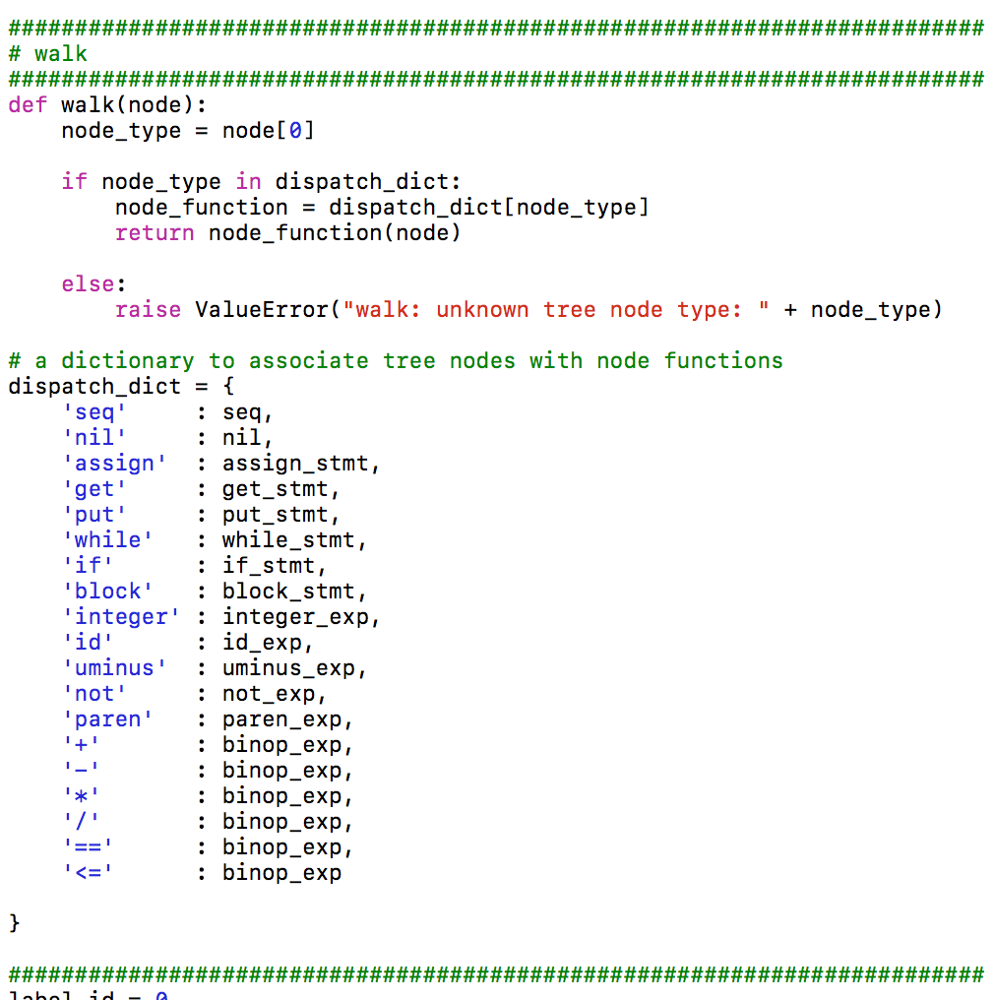 #########################################################################
# walk
#########################################################################
def walk(node):
    node_type = node[0]

    if node_type in dispatch_dict:
        node_function = dispatch_dict[node_type]
        return node_function(node)

    else:
        raise ValueError("walk: unknown tree node type: " + node_type)

# a dictionary to associate tree nodes with node functions
dispatch_dict = {
    'seq'     : seq,
    'nil'     : nil,
    'assign'  : assign_stmt,
    'get'     : get_stmt,
    'put'     : put_stmt,
    'while'   : while_stmt,
    'if'      : if_stmt,
    'block'   : block_stmt,
    'integer' : integer_exp,
    'id'      : id_exp,
    'uminus'  : uminus_exp,
    'not'     : not_exp,
    'paren'   : paren_exp,
    '+'       : binop_exp,
    '-'       : binop_exp,
    '*'       : binop_exp,
    '/'       : binop_exp,
    '=='      : binop_exp,
    '<='      : binop_exp

}

#########################################################################
label_id = 0